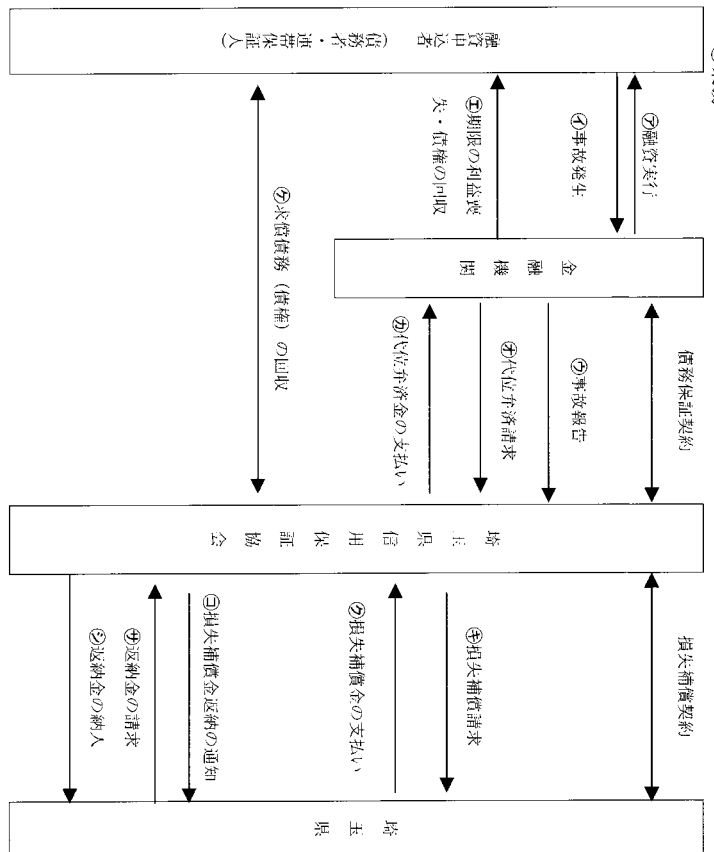 融資申込者（債務者・連帯保証人）
㋐融資実行
㋑事故発生
㋓期限の利益喪
失・債権の回収
㋘求償債務（債権）の回収
金融機関
債務保証契約
㋒事故報告
㋔代位弁済請求
㋕代位弁済金の支払い
埼玉県信用保証協会
損失補償契約
㋖損失補償請求
㋗損失補償金の支払い
㋙損失補償金返納の通知
㋚返納金の請求
㋛返納金の納入
埼玉県